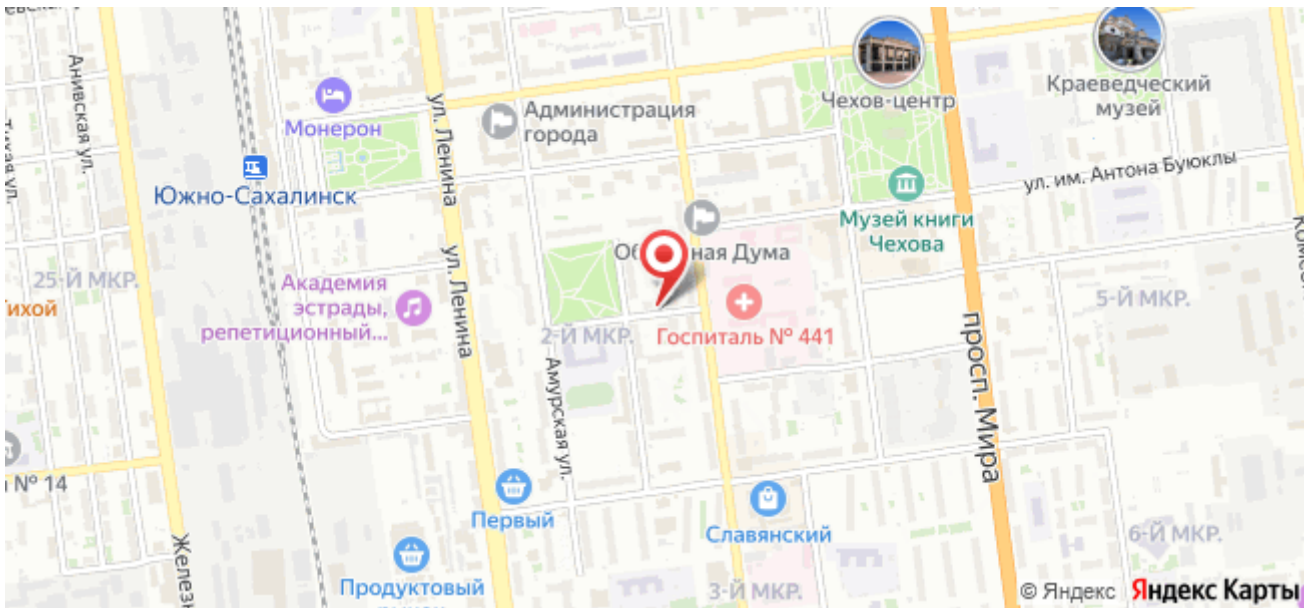 Анивская ул.
Монерон
ул. Ленина
Администрация
города
Чехов-центр
Краеведческий
музей
Южно-Сахалинск
ул. им. Антона Буюклы
Музей книги
Чехова
ная Дума
ул. Ленина
25-Й МКР.
Академия
эстрады,
репетиционный...
2-Й МКР.
Госпиталь № 441
5-Й МКР.
просп. Мира
Амурская ул.
№ 14
Первый
Славянский
6-Й МКР.
Продуктовый
3-Й МКР.
© Яндекс Яндекс Карты